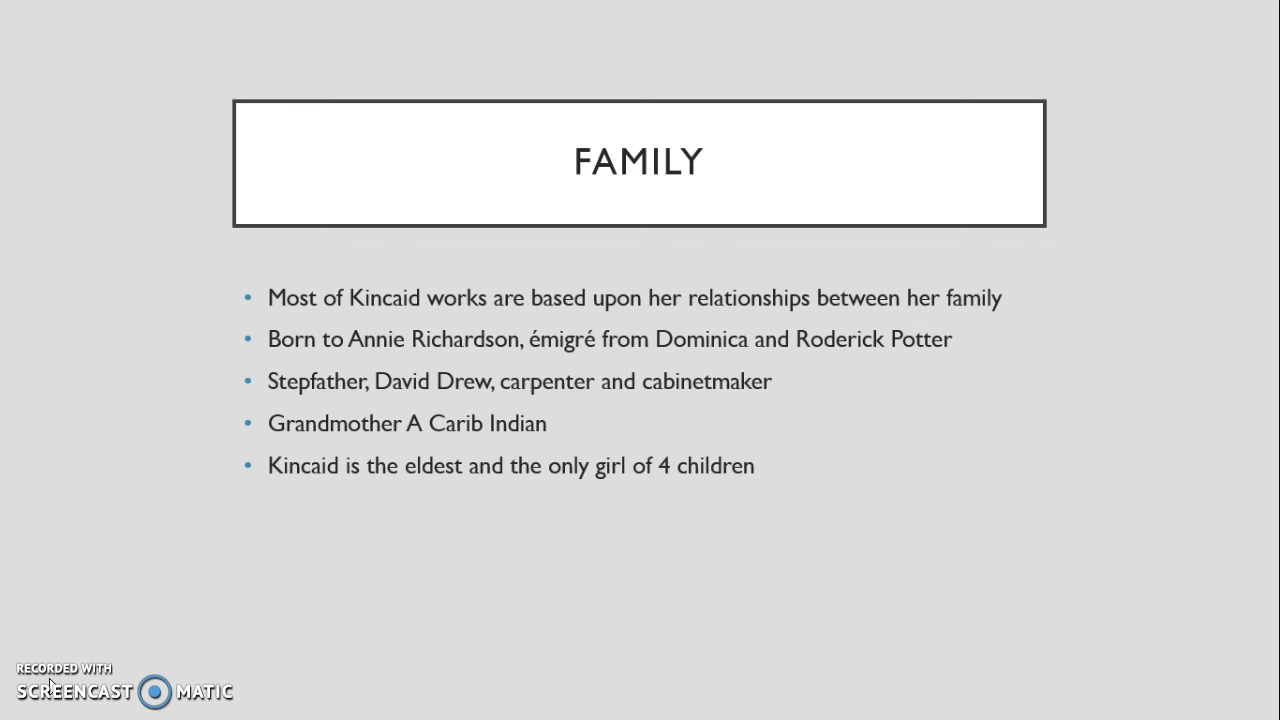 FAMILY
• Most of Kincaid works are based upon her relationships between her family
• Born to Annie Richardson, émigré from Dominica and Roderick Potter
• Stepfather, David Drew, carpenter and cabinetmaker
• Grandmother A Carib Indian
• Kincaid is the eldest and the only girl of 4 children
RECORDED WITH
SCREENCAST MATIC